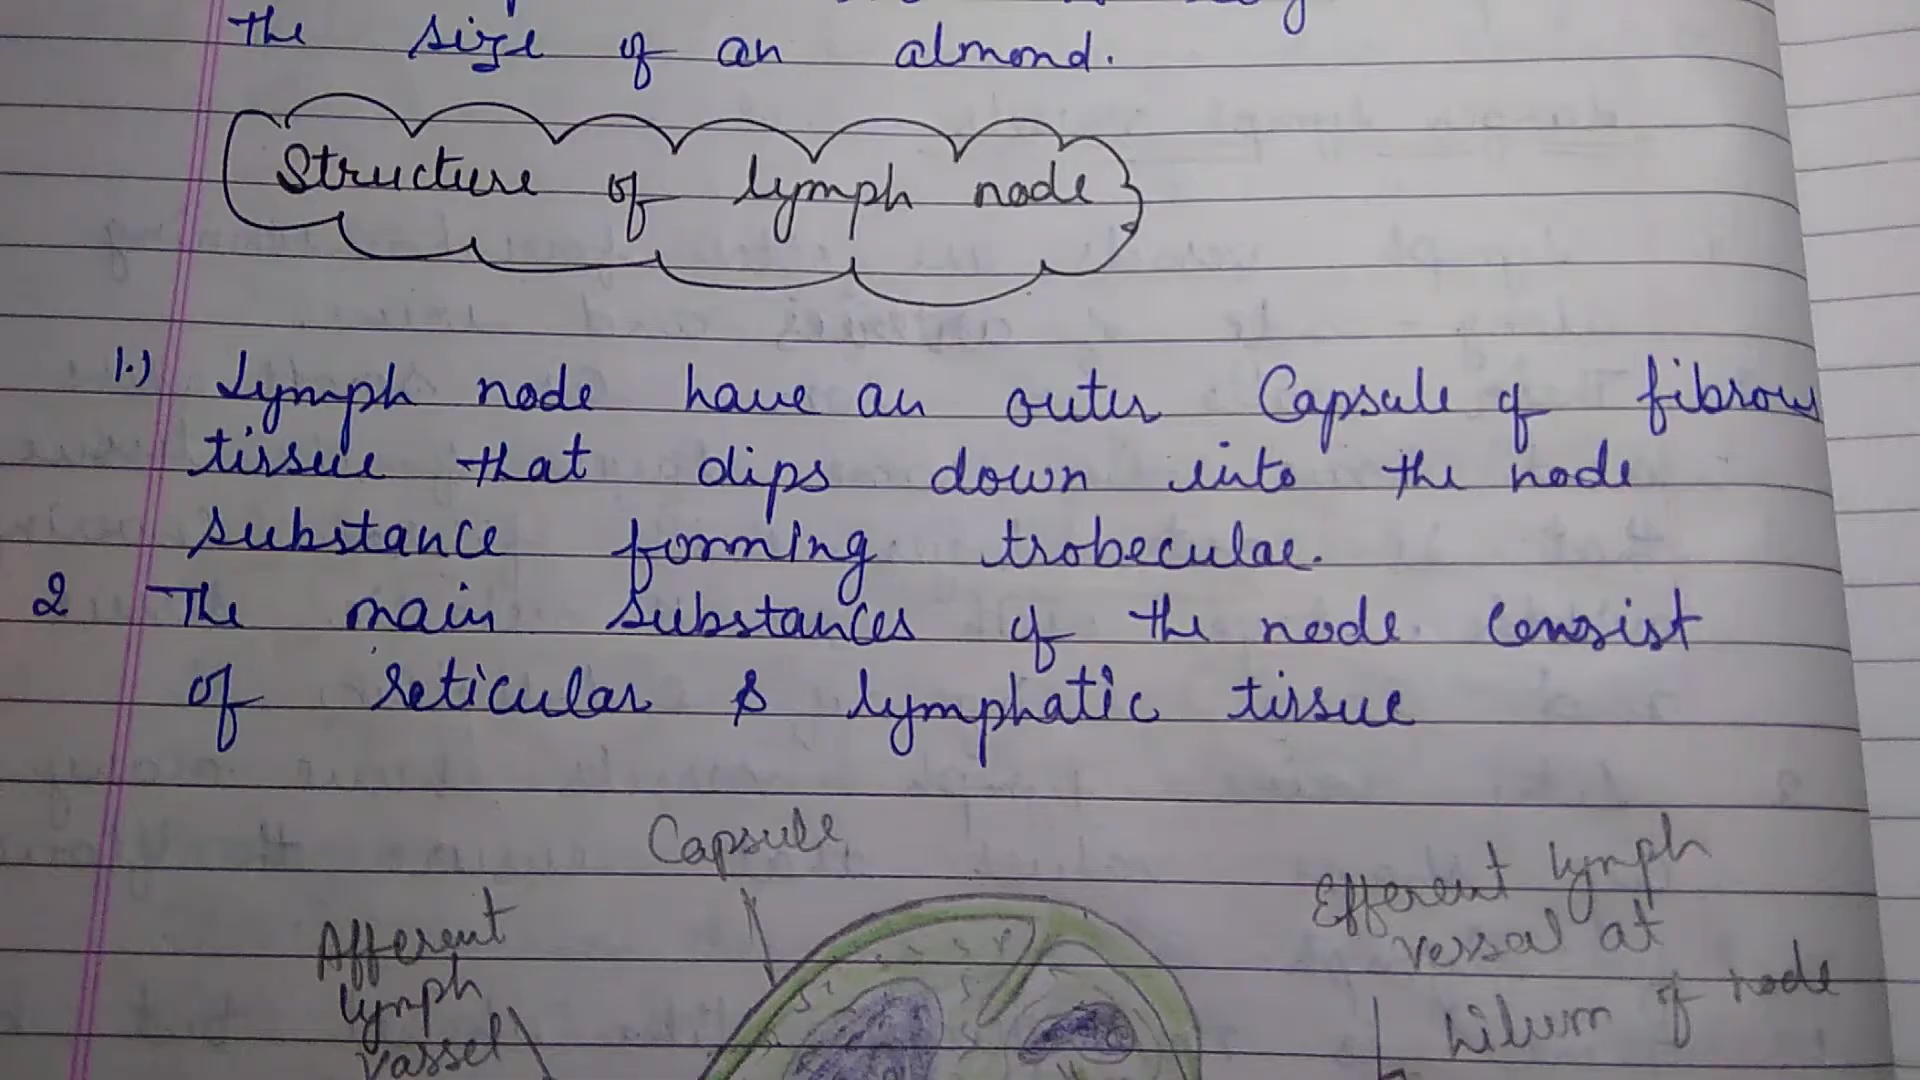 the size of an almond.
Structure of lymph node
1.) Lymph node have an outer Capsule of fibrous
tissue that dips down into the node
substance forming trobeculae.
2 The main substances of the node consist
of reticular & lymphatic tissue
Capsule
Afferent
lymph
vassel
Efferent lymph
versal at
hilum of node